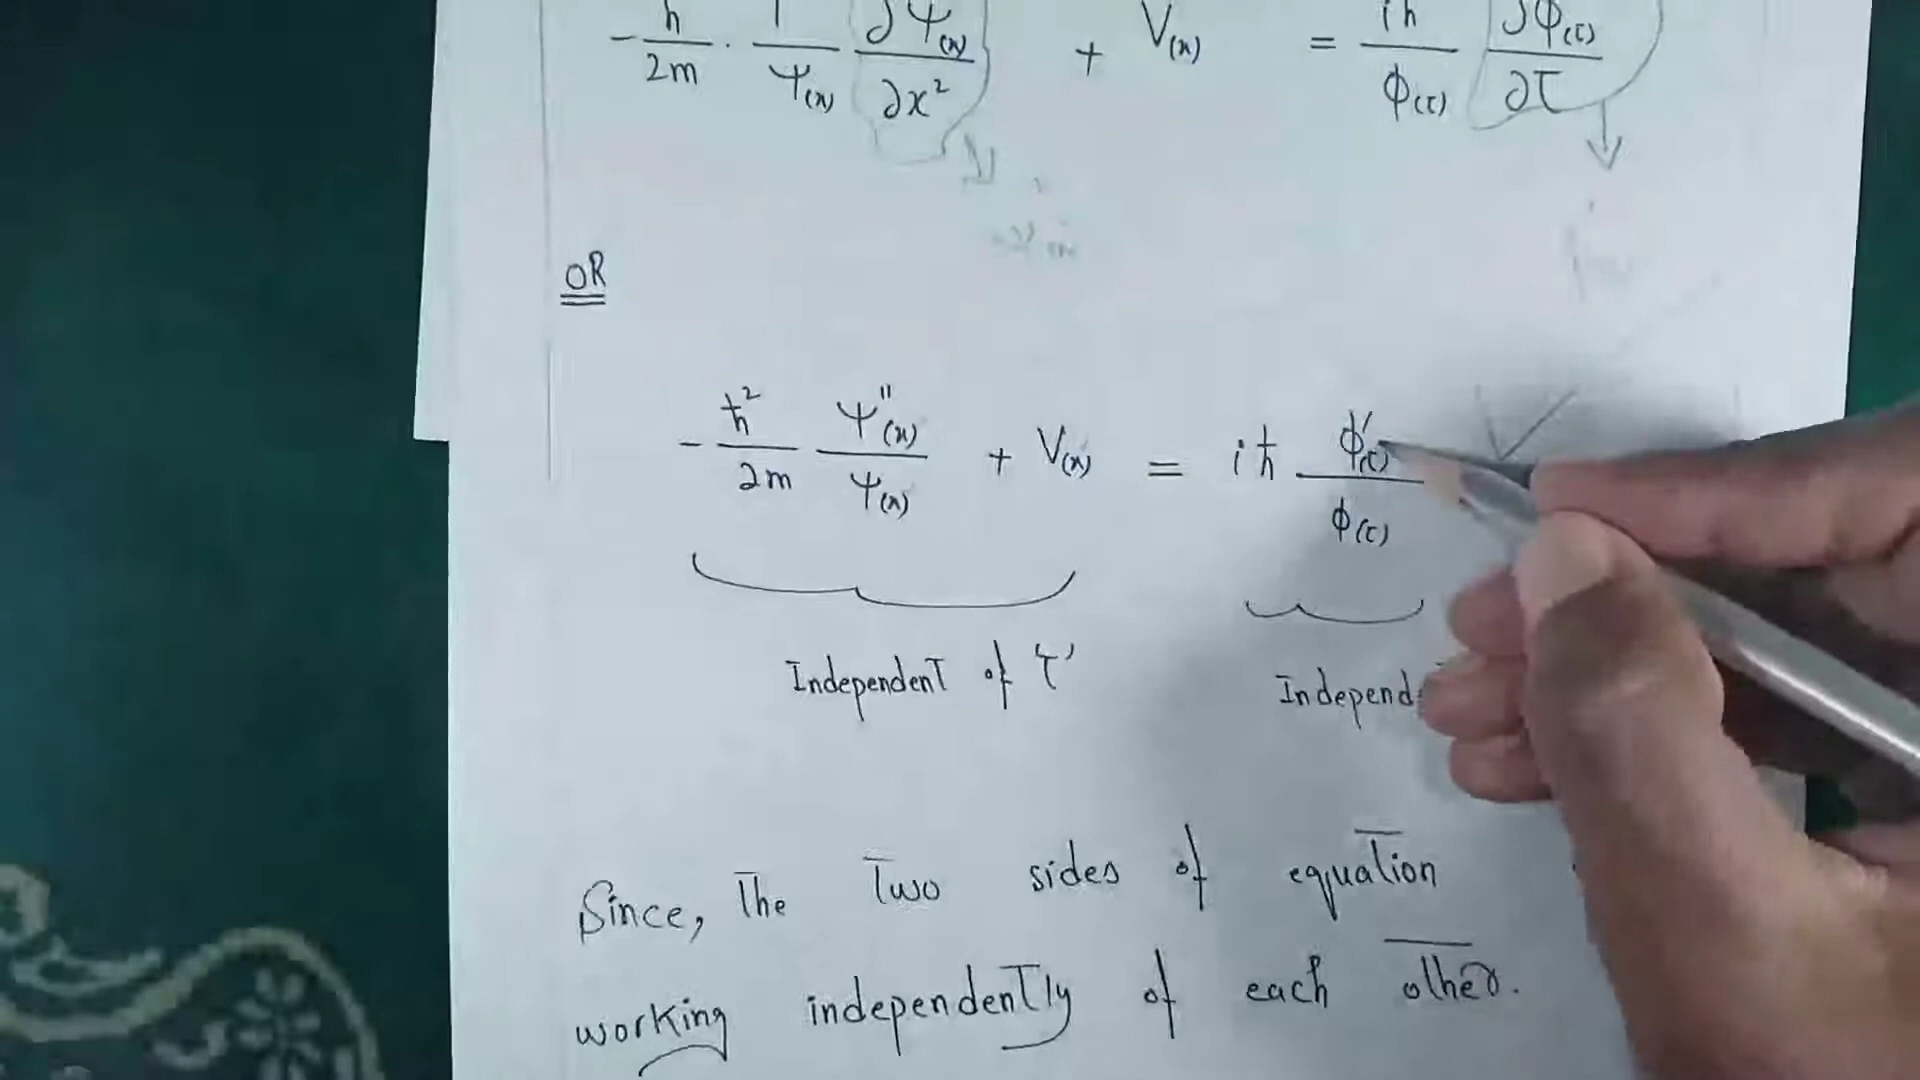 -ħ/2m · 1/Ψ(x) ∂Ψ(x)/∂x² + V(x) = iħ/ϕ(t) ∂ϕ(t)/∂t
OR
-ħ²/2m Ψ''(x)/Ψ(x) + V(x) = iħ ϕ'(t)/ϕ(t)
Independent of 't' Independ
Since, The Two sides of equation
working independently of each other.